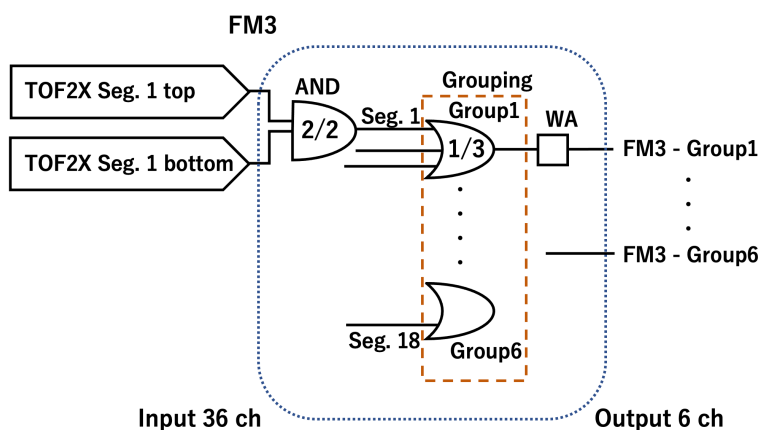 FM3
TOF2X Seg. 1 top
TOF2X Seg. 1 bottom
AND
2/2
Seg. 1
Grouping
Group1
1/3
WA
FM3 - Group1
FM3 - Group6
Seg. 18
Group6
Input 36 ch
Output 6 ch